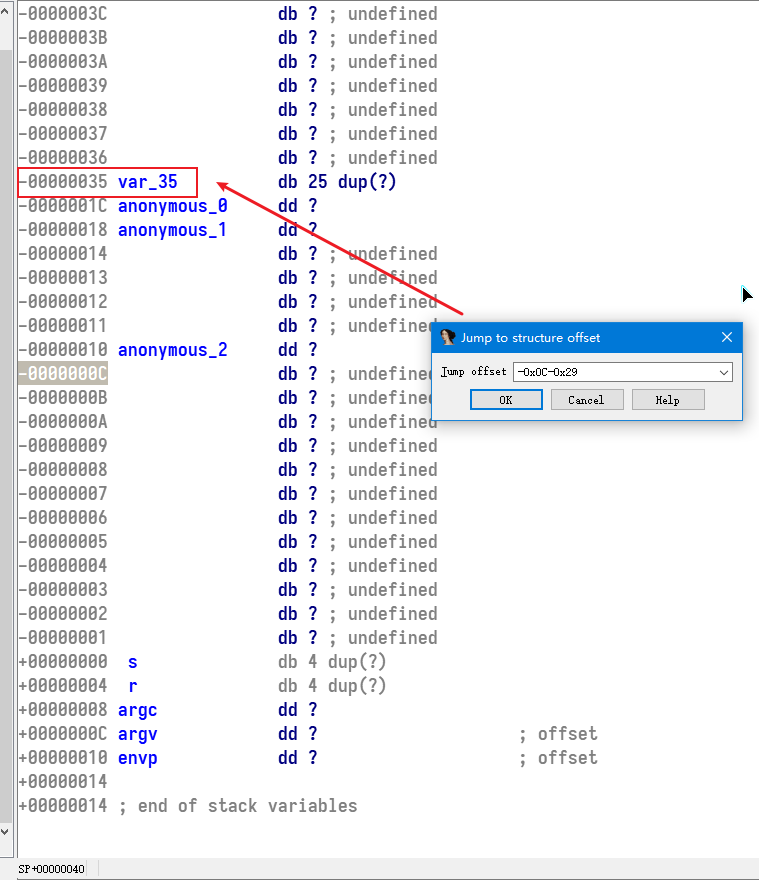 -0000003C db ? ; undefined
-0000003B db ? ; undefined
-0000003A db ? ; undefined
-00000039 db ? ; undefined
-00000038 db ? ; undefined
-00000037 db ? ; undefined
-00000036 db ? ; undefined
-00000035 var_35 db 25 dup(?)
-0000001C anonymous_0 dd ?
-00000018 anonymous_1 dd ?
-00000014 db ? ; undefined
-00000013 db ? ; undefined
-00000012 db ? ; undefined
-00000011 db ? ; undefined
-00000010 anonymous_2 dd ?
-0000000C db ? ; undefined
-0000000B db ? ; undefined
-0000000A db ? ; undefined
-00000009 db ? ; undefined
-00000008 db ? ; undefined
-00000007 db ? ; undefined
-00000006 db ? ; undefined
-00000005 db ? ; undefined
-00000004 db ? ; undefined
-00000003 db ? ; undefined
-00000002 db ? ; undefined
-00000001 db ? ; undefined
+00000000 s db 4 dup(?)
+00000004 r db 4 dup(?)
+00000008 argc dd ?
+0000000C argv dd ? ; offset
+00000010 envp dd ? ; offset
+00000014
+00000014 ; end of stack variables
Jump to structure offset
Jump offset -0x0C-0x29
OK Cancel Help
SP+00000040